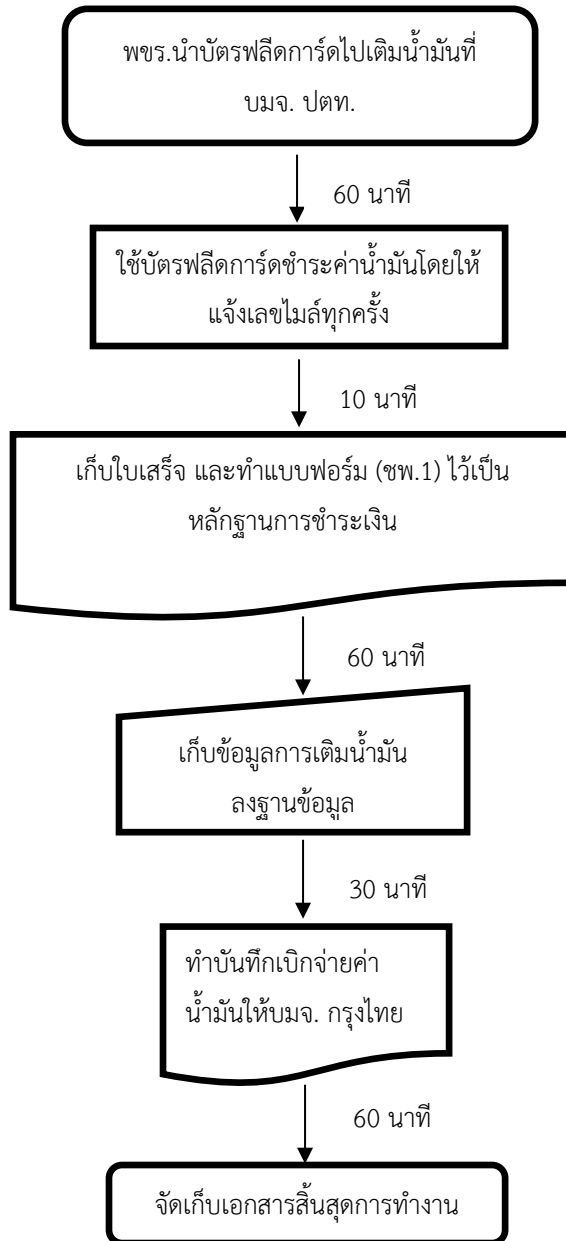 พขร.นำบัตรฟลีดการ์ดไปเติมน้ำมันที่
บมจ. ปตท.
60 นาที
ใช้บัตรฟลีดการ์ดชำระค่าน้ำมันโดยให้
แจ้งเลขไมล์ทุกครั้ง
10 นาที
เก็บใบเสร็จ และทำแบบฟอร์ม (ชพ.1) ไว้เป็น
หลักฐานการชำระเงิน
60 นาที
เก็บข้อมูลการเติมน้ำมัน
ลงฐานข้อมูล
30 นาที
ทำบันทึกเบิกจ่ายค่า
น้ำมันให้บมจ. กรุงไทย
60 นาที
จัดเก็บเอกสารสิ้นสุดการทำงาน